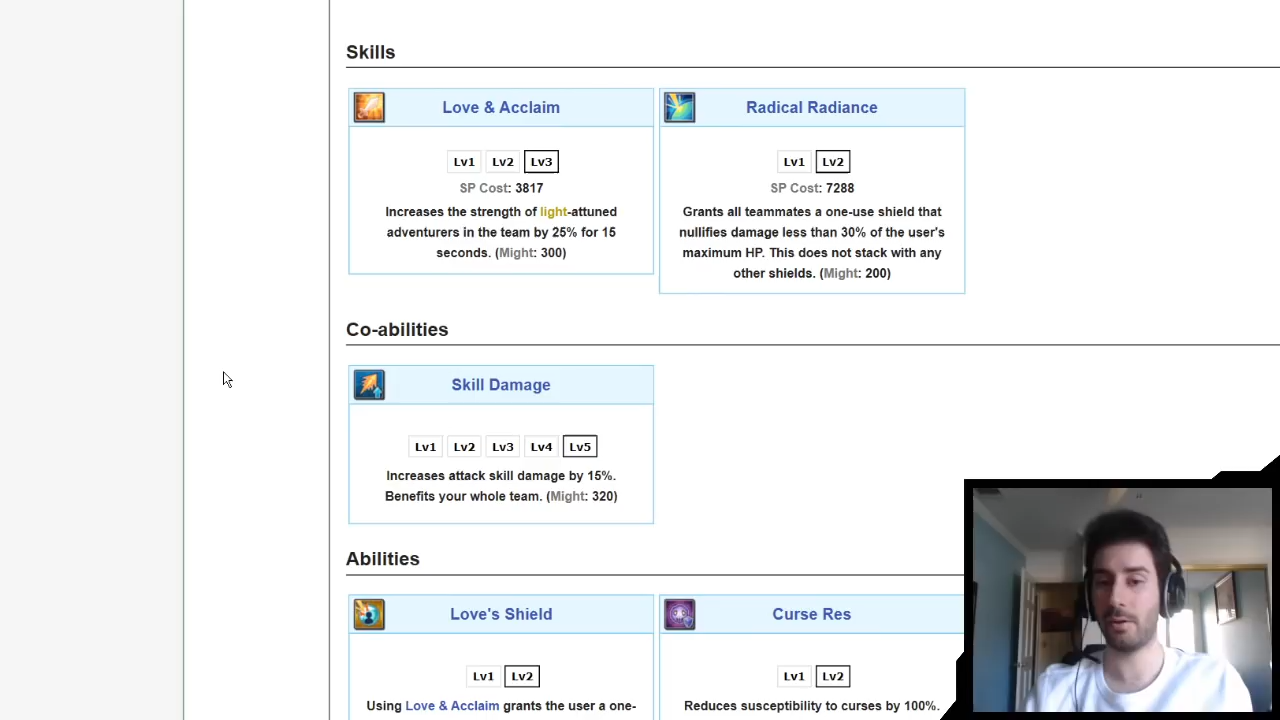 Skills
Love & Acclaim
Lv1 Lv2 Lv3
SP Cost: 3817
Increases the strength of light-attuned
adventurers in the team by 25% for 15
seconds. (Might: 300)
Radical Radiance
Lv1 Lv2
SP Cost: 7288
Grants all teammates a one-use shield that
nullifies damage less than 30% of the user's
maximum HP. This does not stack with any
other shields. (Might: 200)
Co-abilities
Skill Damage
Lv1 Lv2 Lv3 Lv4 Lv5
Increases attack skill damage by 15%.
Benefits your whole team. (Might: 320)
Abilities
Love's Shield
Lv1 Lv2
Using Love & Acclaim grants the user a one-
Curse Res
Lv1 Lv2
Reduces susceptibility to curses by 100%.